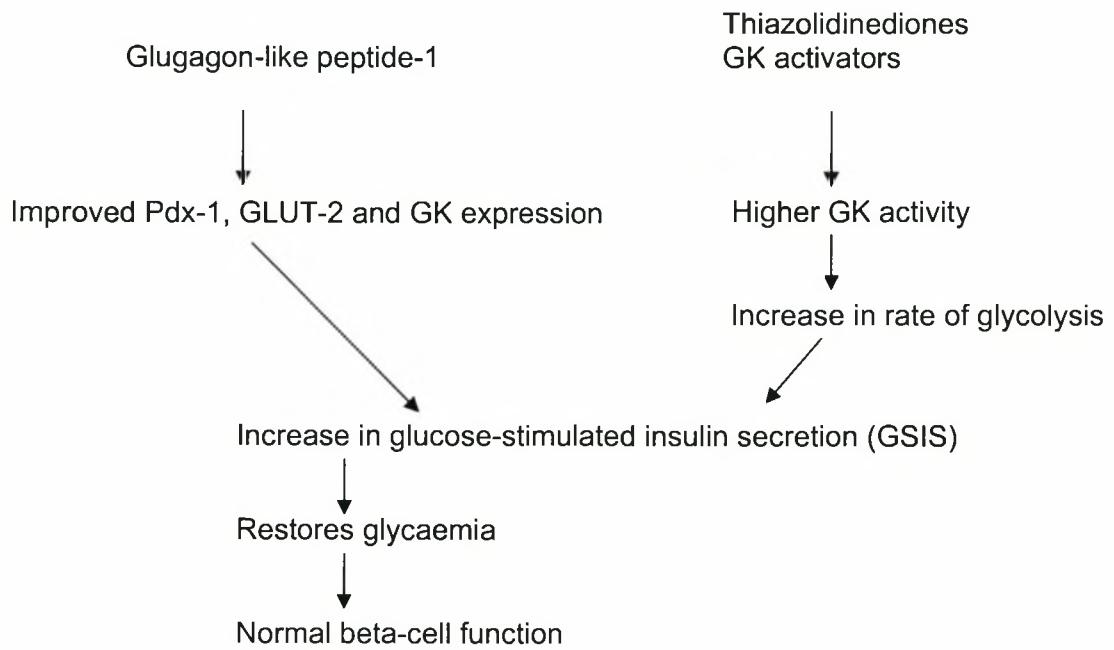 Thiazolidinediones
Glugagon-like peptide-1
GK activators
Improved Pdx-1, GLUT-2 and GK expression
Higher GK activity
Increase in rate of glycolysis
Increase in glucose-stimulated insulin secretion (GSIS)
Restores glycaemia
Normal beta-cell function